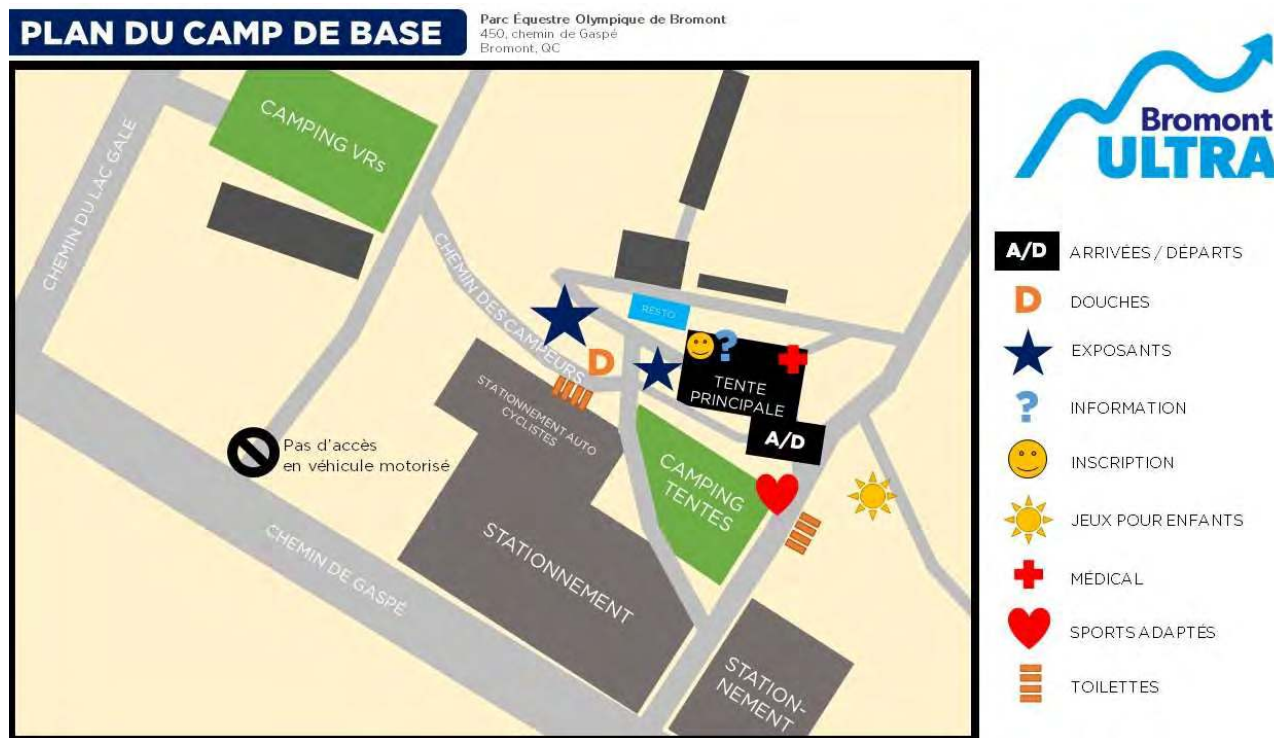 PLAN DU CAMP DE BASE
Parc Équestre Olympique de Bromont
450, chemin de Gaspé
Bromont, QC
Bromont
ULTRA
CAMPING VRs
CHEMIN DU LAC GALE
CHEMIN DES CAMPEURS
RESTO
D
?
TENTE
PRINCIPALE
A/D
STATIONNEMENT AUTO
CYCLISTES
Pas d'accès
en véhicule motorisé
CAMPING
TENTES
STATIONNEMENT
CHEMIN DE GASPÉ
STATION-
NEMENT
A/D ARRIVÉES / DÉPARTS
D DOUCHES
EXPOSANTS
? INFORMATION
INSCRIPTION
JEUX POUR ENFANTS
MÉDICAL
SPORTS ADAPTÉS
TOILETTES